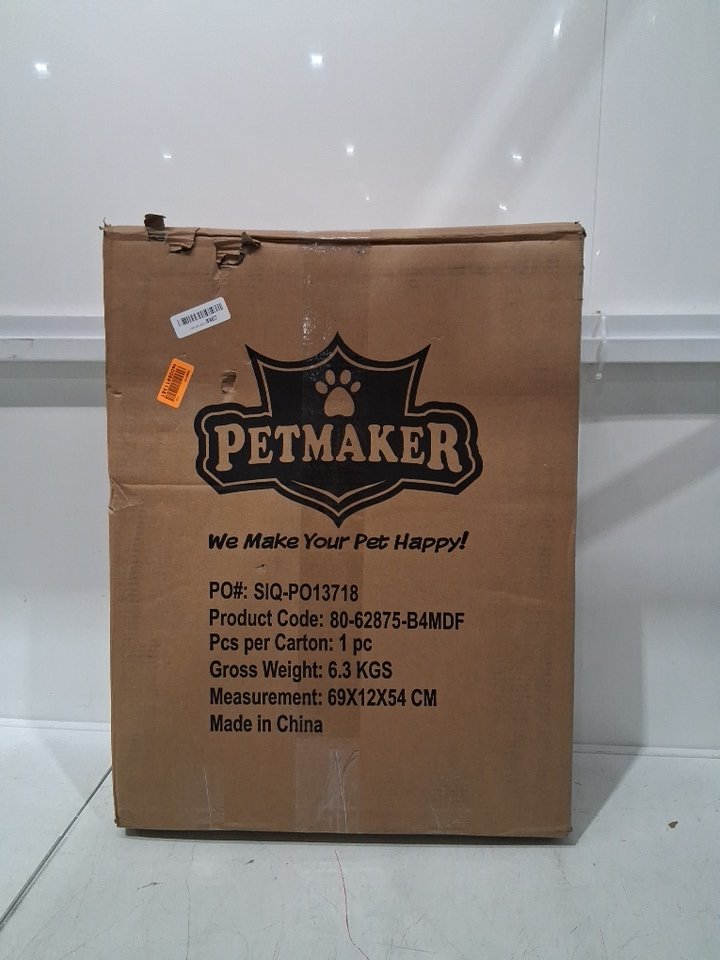 PETMAKER
We Make Your Pet Happy!
PO#: SIQ-PO13718
Product Code: 80-62875-B4MDF
Pcs per Carton: 1 pc
Gross Weight: 6.3 KGS
Measurement: 69X12X54 CM
Made in China